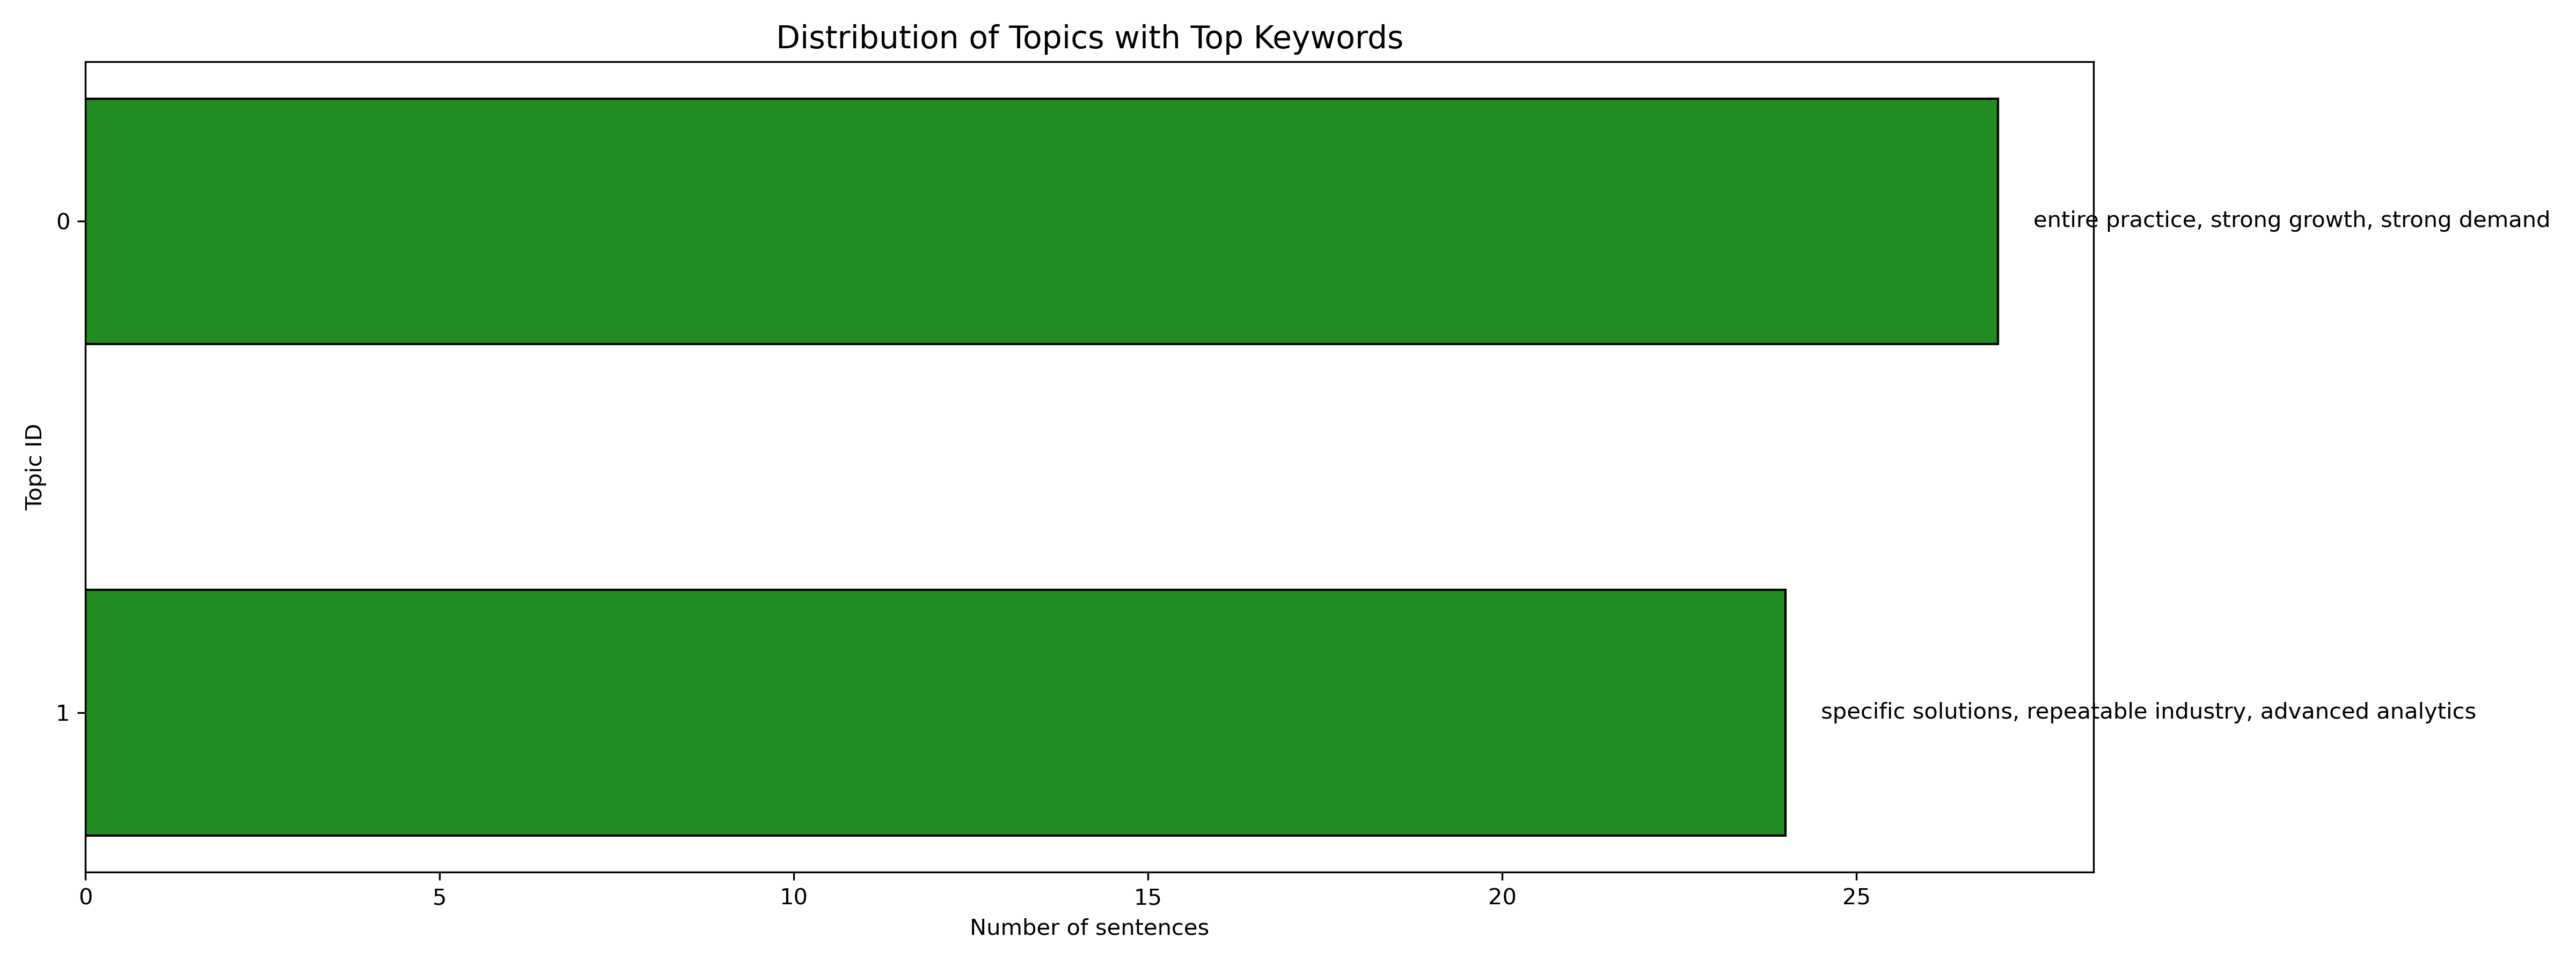 Distribution of Topics with Top Keywords
0
entire practice, strong growth, strong demand
Topic ID
1
specific solutions, repeatable industry, advanced analytics
0 5 10 15 20 25
Number of sentences